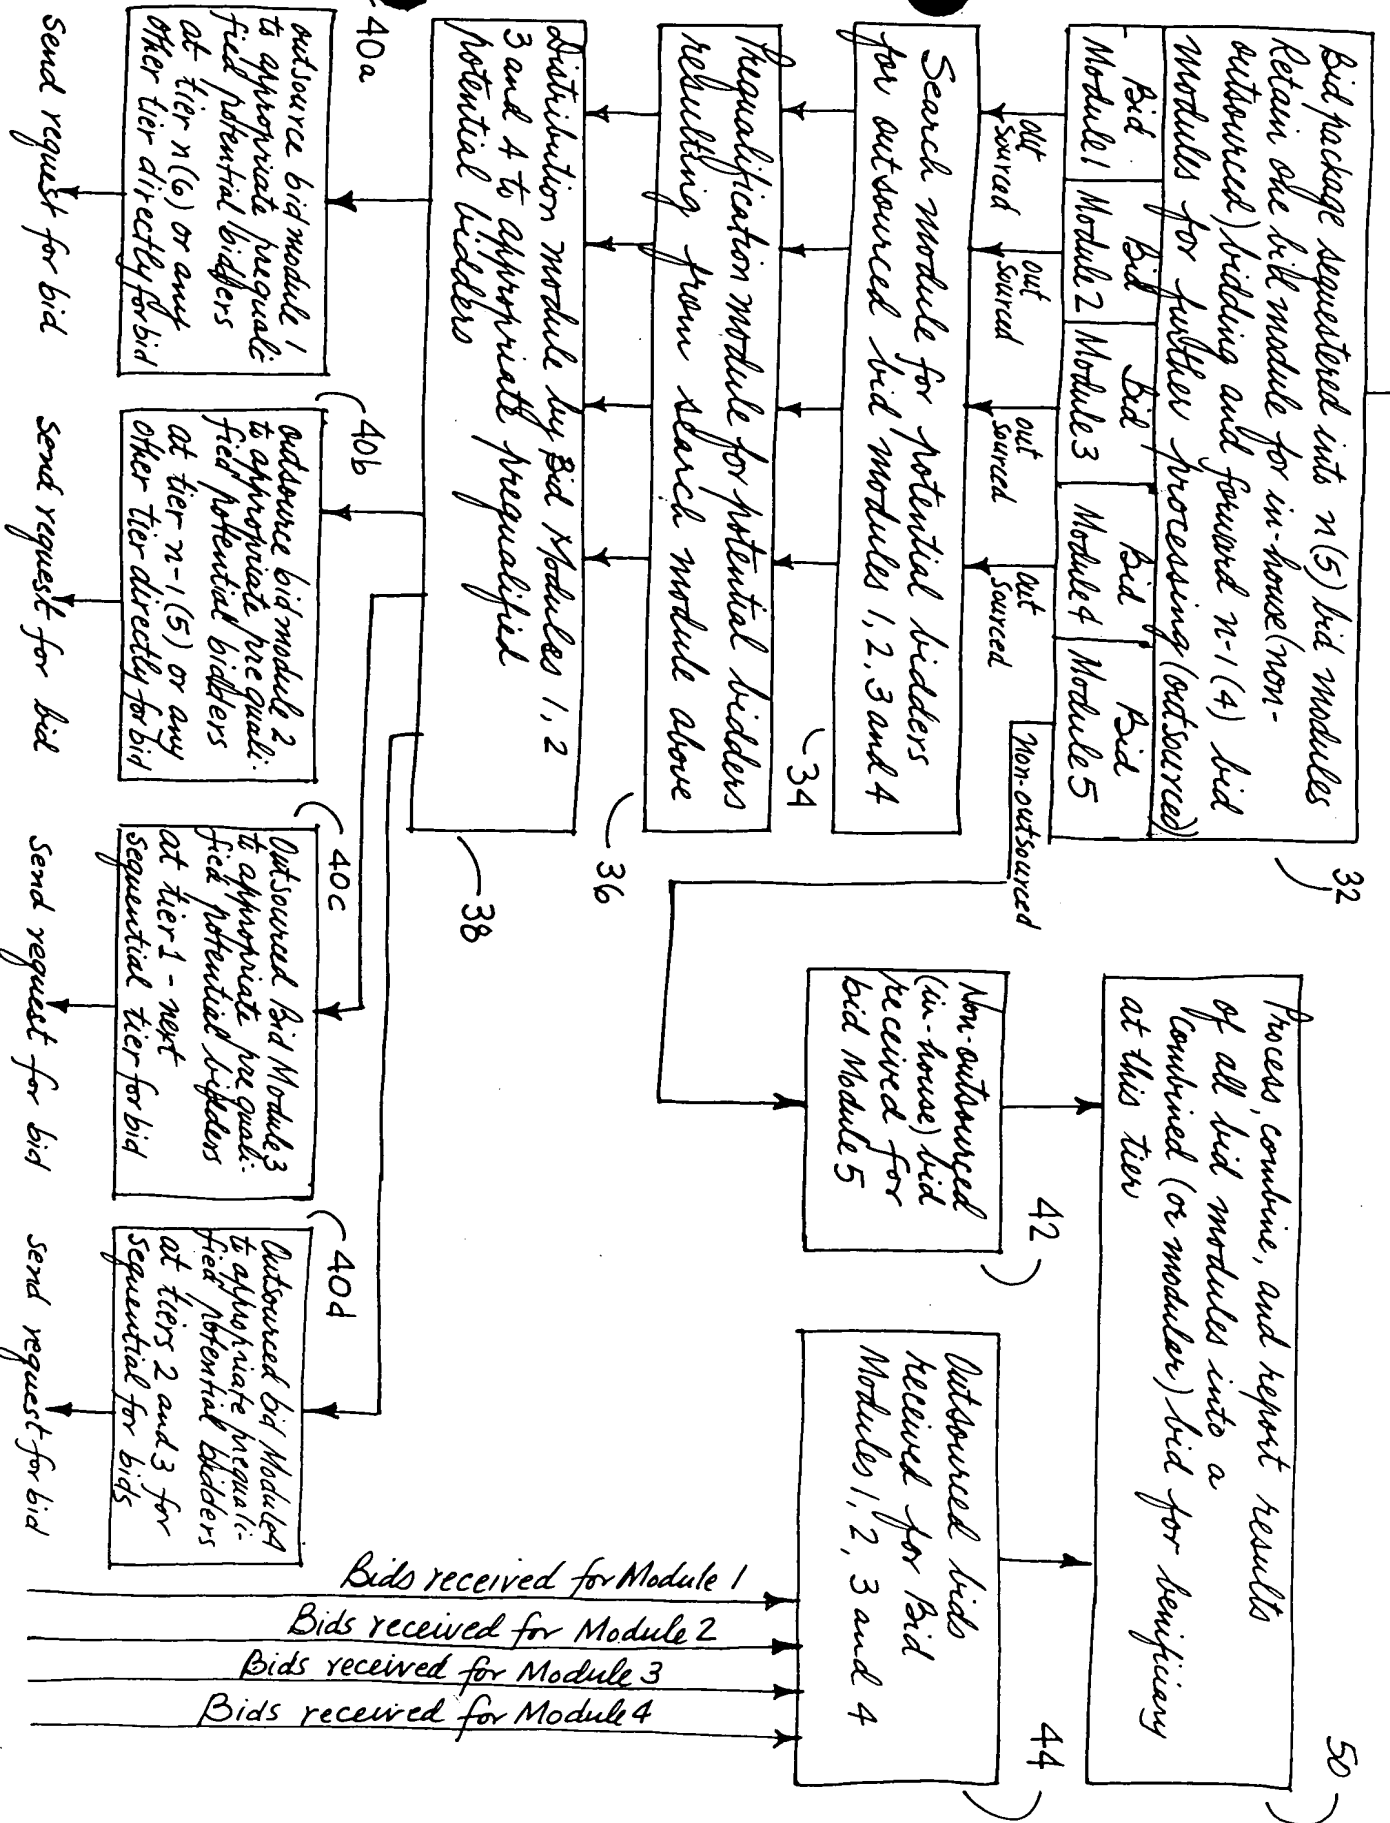 Bid package sequestered into n(5) bid modules
Retain one bid module for in-house (non-
outsourced) bidding and forward n-1(4) bid
modules for further processing (outsourced)
32
Bid
Module 1
Bid
Module 2
Bid
Module 3
Bid
Module 4
Bid
Module 5
out
sourced
out
sourced
out
sourced
out
sourced
Non-outsourced
Search module for potential bidders
for outsourced bid modules 1, 2, 3 and 4
34
Prequalification module for potential bidders
resulting from search module above
36
Distribution module by Bid Modules 1, 2
3 and 4 to appropriate prequalified
potential bidders
38
40a
outsource bid module 1
to appropriate prequali
fied potential bidders
at tier n(6) or any
other tier directly for bid
Send request for bid
40b
outsource bid module 2
to appropriate prequali-
fied potential bidders
at tier n-1(5) or any
other tier directly for bid
Send request for bid
40c
Outsourced Bid Module 3
to appropriate prequali-
fied potential bidders
at tier 1 - next
sequential tier for bid
Send request for bid
40d
Outsourced bid Module 4
to appropriate prequali-
fied potential bidders
at tiers 2 and 3 for
sequential for bids
Send request for bid
Process, combine, and report results
of all bid modules into a
combined (or modular) bid for benificiary
at this tier
50
Non-outsourced
(in-house) bid
received for
bid Module 5
42
Outsourced bids
received for Bid
Modules 1, 2, 3 and 4
44
Bids received for Module 1
Bids received for Module 2
Bids received for Module 3
Bids received for Module 4